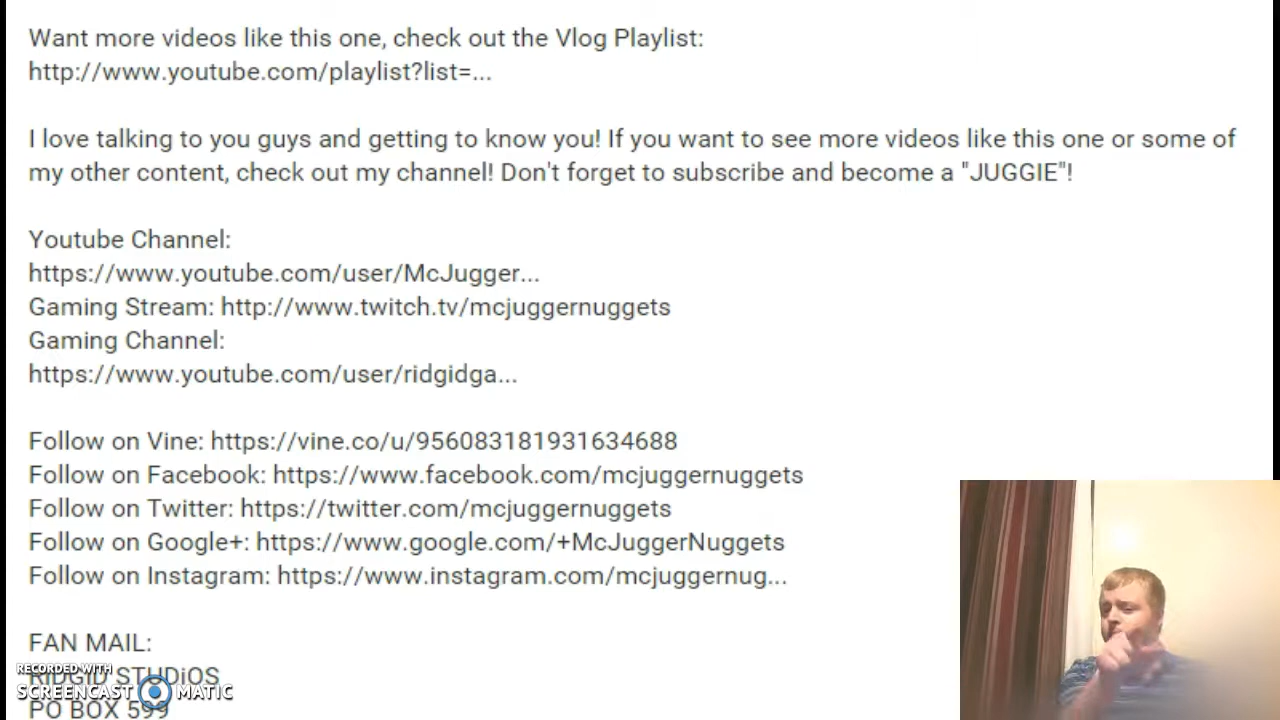 Want more videos like this one, check out the Vlog Playlist:
http://www.youtube.com/playlist?list=...
I love talking to you guys and getting to know you! If you want to see more videos like this one or some of
my other content, check out my channel! Don't forget to subscribe and become a "JUGGIE"!
Youtube Channel:
https://www.youtube.com/user/McJugger...
Gaming Stream: http://www.twitch.tv/mcjuggernuggets
Gaming Channel:
https://www.youtube.com/user/ridgidga...
Follow on Vine: https://vine.co/u/956083181931634688
Follow on Facebook: https://www.facebook.com/mcjuggernuggets
Follow on Twitter: https://twitter.com/mcjuggernuggets
Follow on Google+: https://www.google.com/+McJuggerNuggets
Follow on Instagram: https://www.instagram.com/mcjuggernug...
FAN MAIL:
RECORDED WITH
RIDGID STUDiOS
SCREENCAST MATIC
PO BOX 599